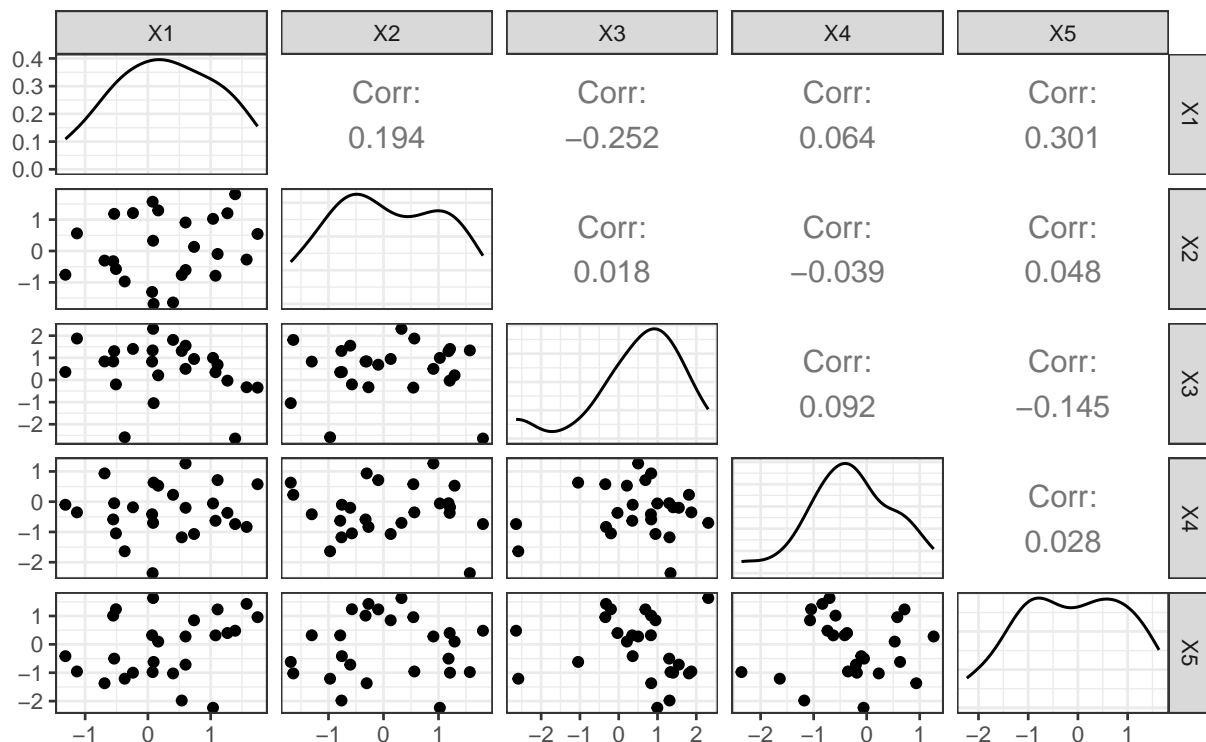 X1 X2 X3 X4 X5
0.4
0.3
0.2
0.1
0.0
Corr: Corr: Corr: Corr:
0.194 −0.252 0.064 0.301
X1
1
0
−1
Corr: Corr: Corr:
0.018 −0.039 0.048
X2
2
1
0
−1
−2
Corr: Corr:
0.092 −0.145
X3
1
0
−1
−2
Corr:
0.028
X4
1
0
−1
−2
X5
−1 0 1 −1 0 1 −2 −1 0 1 2 −2 −1 0 1 −2 −1 0 1